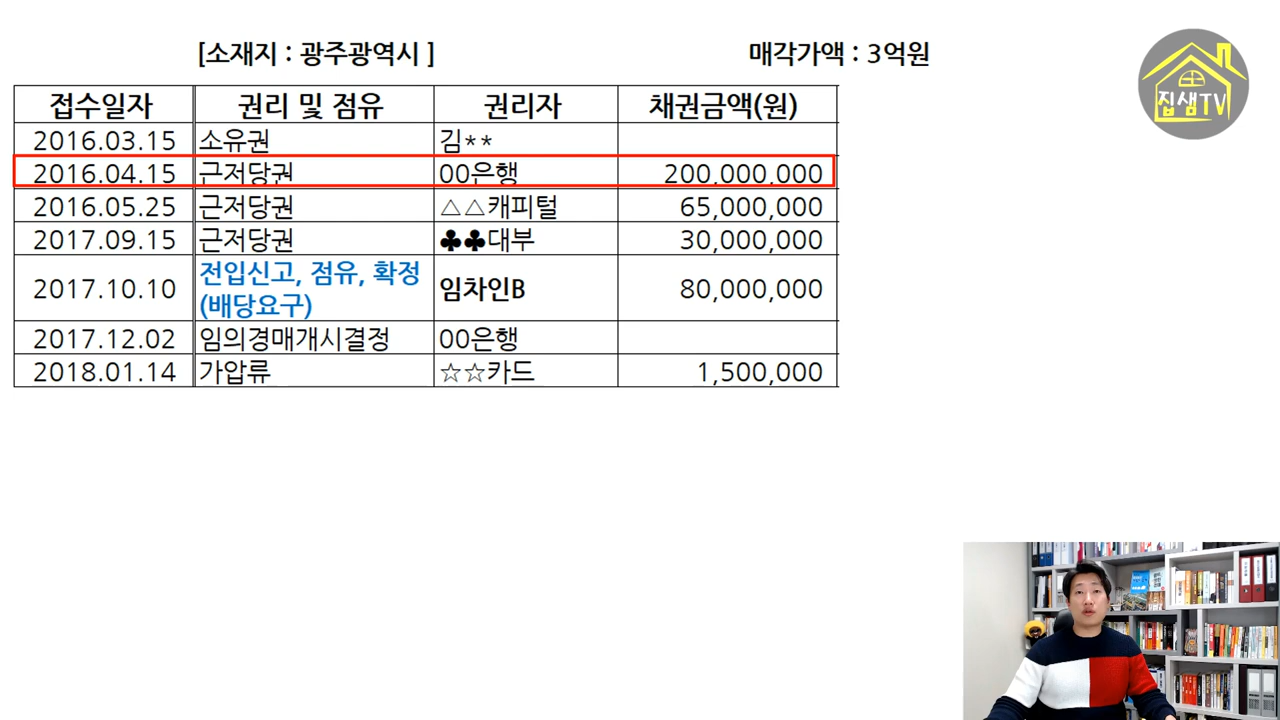 [소재지 : 광주광역시 ] 매각가액 : 3억원
집샘TV
접수일자 권리 및 점유 권리자 채권금액(원)
2016.03.15 소유권 김**
2016.04.15 근저당권 00은행 200,000,000
2016.05.25 근저당권 △△캐피털 65,000,000
2017.09.15 근저당권 ♣♣대부 30,000,000
2017.10.10 전입신고, 점유, 확정 임차인B 80,000,000
(배당요구)
2017.12.02 임의경매개시결정 00은행
2018.01.14 가압류 ☆☆카드 1,500,000